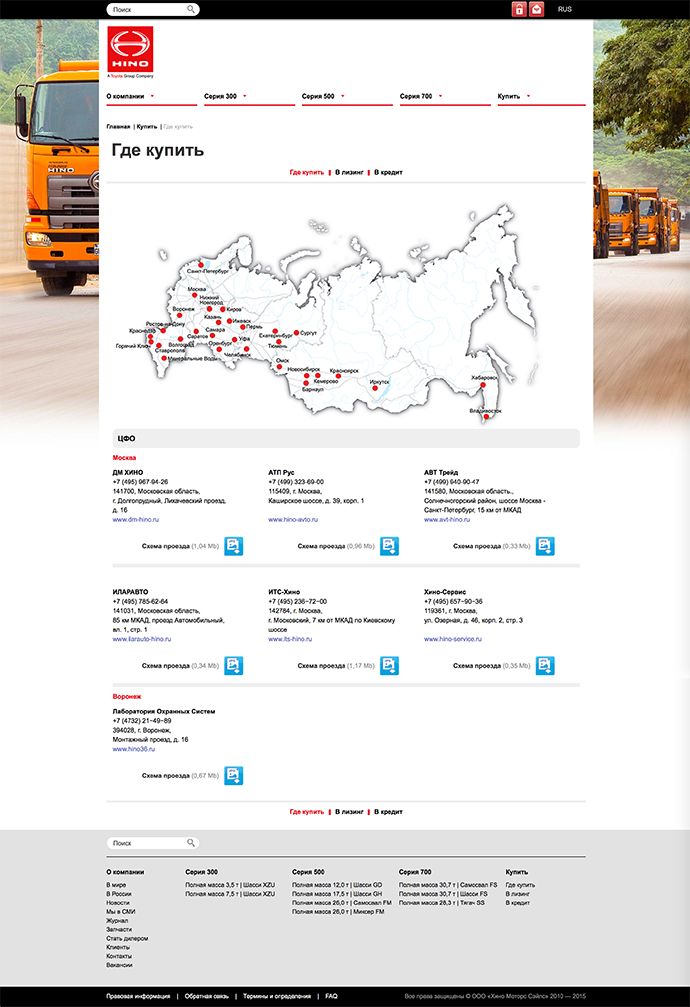 Поиск
RUS
HINO
A Toyota Group Company
О компании
Серия 300
Серия 500
Серия 700
Купить
Главная | Купить | Где купить
Где купить
Где купить | В лизинг | В кредит
Санкт-Петербург
Москва
Нижний
Новгород
Воронеж
Киров
Казань
Ижевск
Ростов-на-Дону
Самара
Пермь
Краснодар
Саратов
Уфа
Екатеринбург
Сургут
Горячий Ключ
Волгоград
Оренбург
Тюмень
Ставрополь
Челябинск
Минеральные Воды
Омск
Новосибирск
Красноярск
Кемерово
Барнаул
Иркутск
Хабаровск
Владивосток
ЦФО
Москва
ДМ ХИНО
+7 (495) 967-94-26
141700, Московская область,
г. Долгопрудный, Лихачевский проезд,
д. 16
www.dm-hino.ru
Схема проезда (1,04 Mb)
АТП Рус
+7 (499) 323-69-00
115409, г. Москва,
Каширское шоссе, д. 39, корп. 1
www.hino-avto.ru
Схема проезда (0,96 Mb)
АВТ Трейд
+7 (499) 940-90-47
141580, Московская область.,
Солнечногорский район, шоссе Москва -
Санкт-Петербург, 15 км от МКАД
www.avt-hino.ru
Схема проезда (0,33 Mb)
ИЛАРАВТО
+7 (495) 785-62-64
141031, Московская область,
85 км МКАД, проезд Автомобильный,
вл. 1, стр. 1
www.ilarauto-hino.ru
Схема проезда (0,34 Mb)
ИТС-Хино
+7 (495) 236-72-00
142784, г. Москва,
г. Московский, 7 км от МКАД по Киевскому
шоссе
www.its-hino.ru
Схема проезда (1,17 Mb)
Хино-Сервис
+7 (495) 657-90-36
119361, г. Москва,
ул. Озерная, д. 46, корп. 2, стр. 3
www.hino-service.ru
Схема проезда (0,35 Mb)
Воронеж
Лаборатория Охранных Систем
+7 (4732) 21-49-89
394028, г. Воронеж,
Монтажный проезд, д. 16
www.hino36.ru
Схема проезда (0,67 Mb)
Где купить | В лизинг | В кредит
Поиск
О компании
В мире
В России
Новости
Мы в СМИ
Журнал
Запчасти
Стать дилером
Клиенты
Контакты
Вакансии
Серия 300
Полная масса 3,5 т | Шасси XZU
Полная масса 7,5 т | Шасси XZU
Серия 500
Полная масса 12,0 т | Шасси GD
Полная масса 17,5 т | Шасси GH
Полная масса 26,0 т | Самосвал FM
Полная масса 26,0 т | Миксер FM
Серия 700
Полная масса 30,7 т | Самосвал FS
Полная масса 30,7 т | Шасси FS
Полная масса 28,3 т | Тягач SS
Купить
Где купить
В лизинг
В кредит
Правовая информация | Обратная связь | Термины и определения | FAQ
Все права защищены © ООО «Хино Моторс Сэйлс» 2010 — 2015
HINO